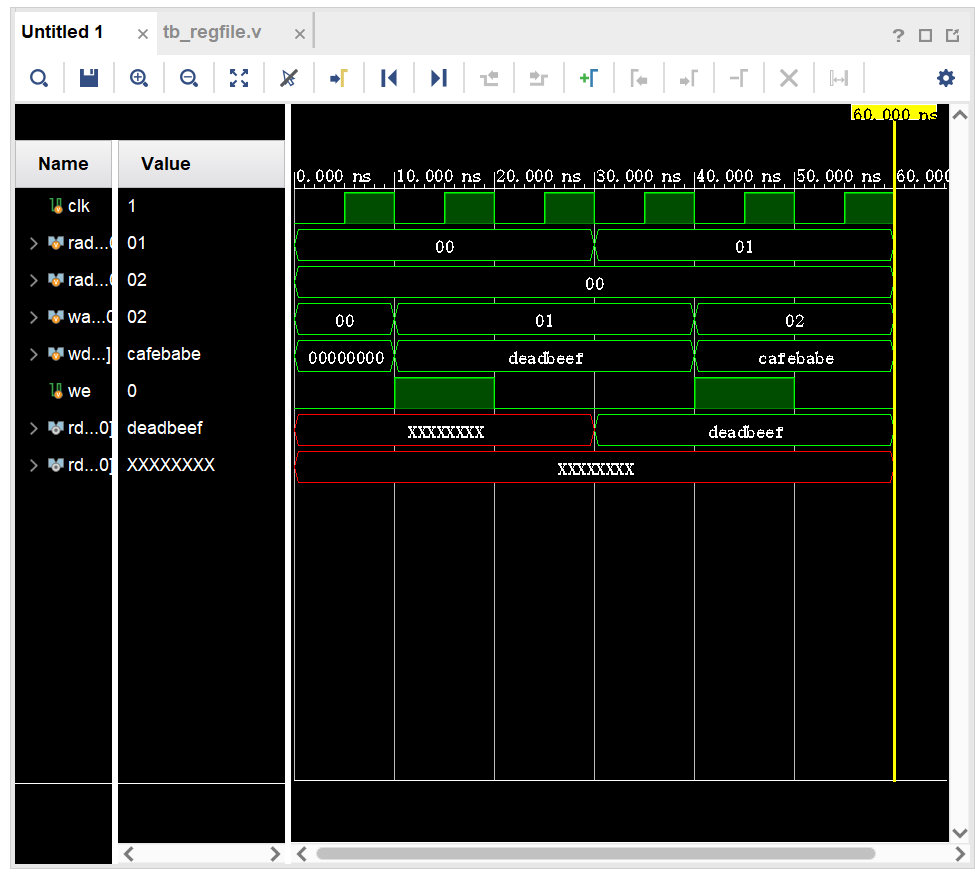 Untitled 1 × tb_regfile.v × ?
60.000 ns
Name Value
0.000 ns 10.000 ns 20.000 ns 30.000 ns 40.000 ns 50.000 ns 60.000
clk 1
rad...0 01 00 01
rad...0 02 00
wa...0 02 00 01 02
wd...] cafebabe 00000000 deadbeef cafebabe
we 0
rd...0] deadbeef XXXXXXXX deadbeef
rd...0] XXXXXXXX XXXXXXXX